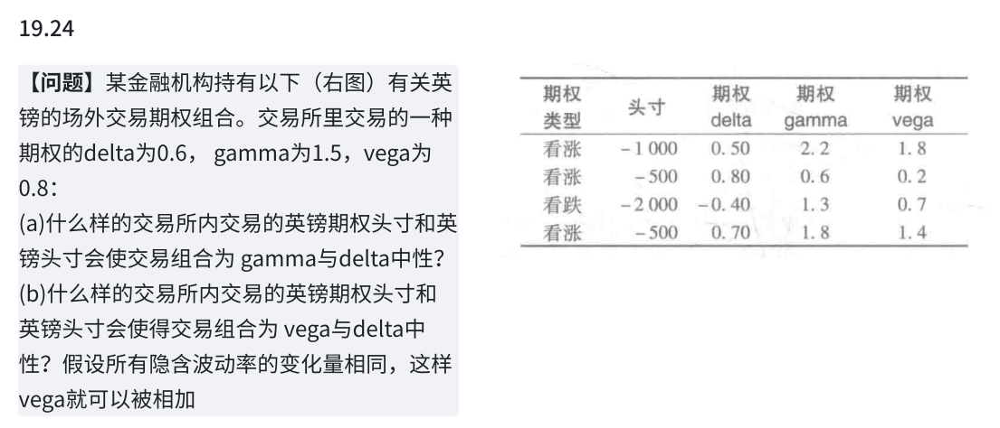 19.24
【问题】某金融机构持有以下（右图）有关英
镑的场外交易期权组合。交易所里交易的一种
期权的delta为0.6， gamma为1.5，vega为
0.8：
(a)什么样的交易所内交易的英镑期权头寸和英
镑头寸会使交易组合为 gamma与delta中性？
(b)什么样的交易所内交易的英镑期权头寸和
英镑头寸会使得交易组合为 vega与delta中
性？假设所有隐含波动率的变化量相同，这样
vega就可以被相加
期权 类型 头寸 期权 delta 期权 gamma 期权 vega
看涨 -1 000 0. 50 2. 2 1. 8
看涨 -500 0. 80 0. 6 0. 2
看跌 -2 000 -0. 40 1. 3 0. 7
看涨 -500 0. 70 1. 8 1. 4